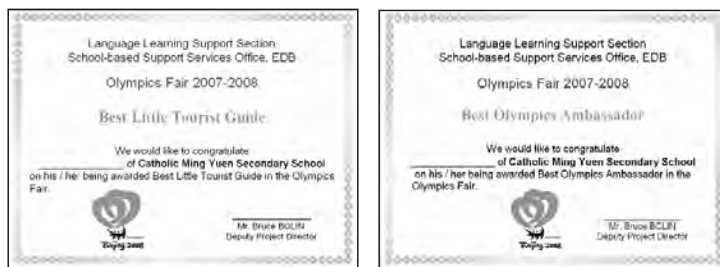 Language Learning Support Section
School-based Support Services Office, EDB
Olympics Fair 2007-2008
Best Little Tourist Guide
We would like to congratulate
of Catholic Ming Yuen Secondary School
on his / her being awarded Best Little Tourist Guide in the Olympics
Fair.
Beijing 2008
Mr. Bruce BOLIN
Deputy Project Director
Language Learning Support Section
School-based Support Services Office, EDB
Olympics Fair 2007-2008
Best Olympics Ambassador
We would like to congratulate
of Catholic Ming Yuen Secondary School
on his / her being awarded Best Olympics Ambassador in the
Olympics Fair.
Beijing 2008
Mr. Bruce BOLIN
Deputy Project Director